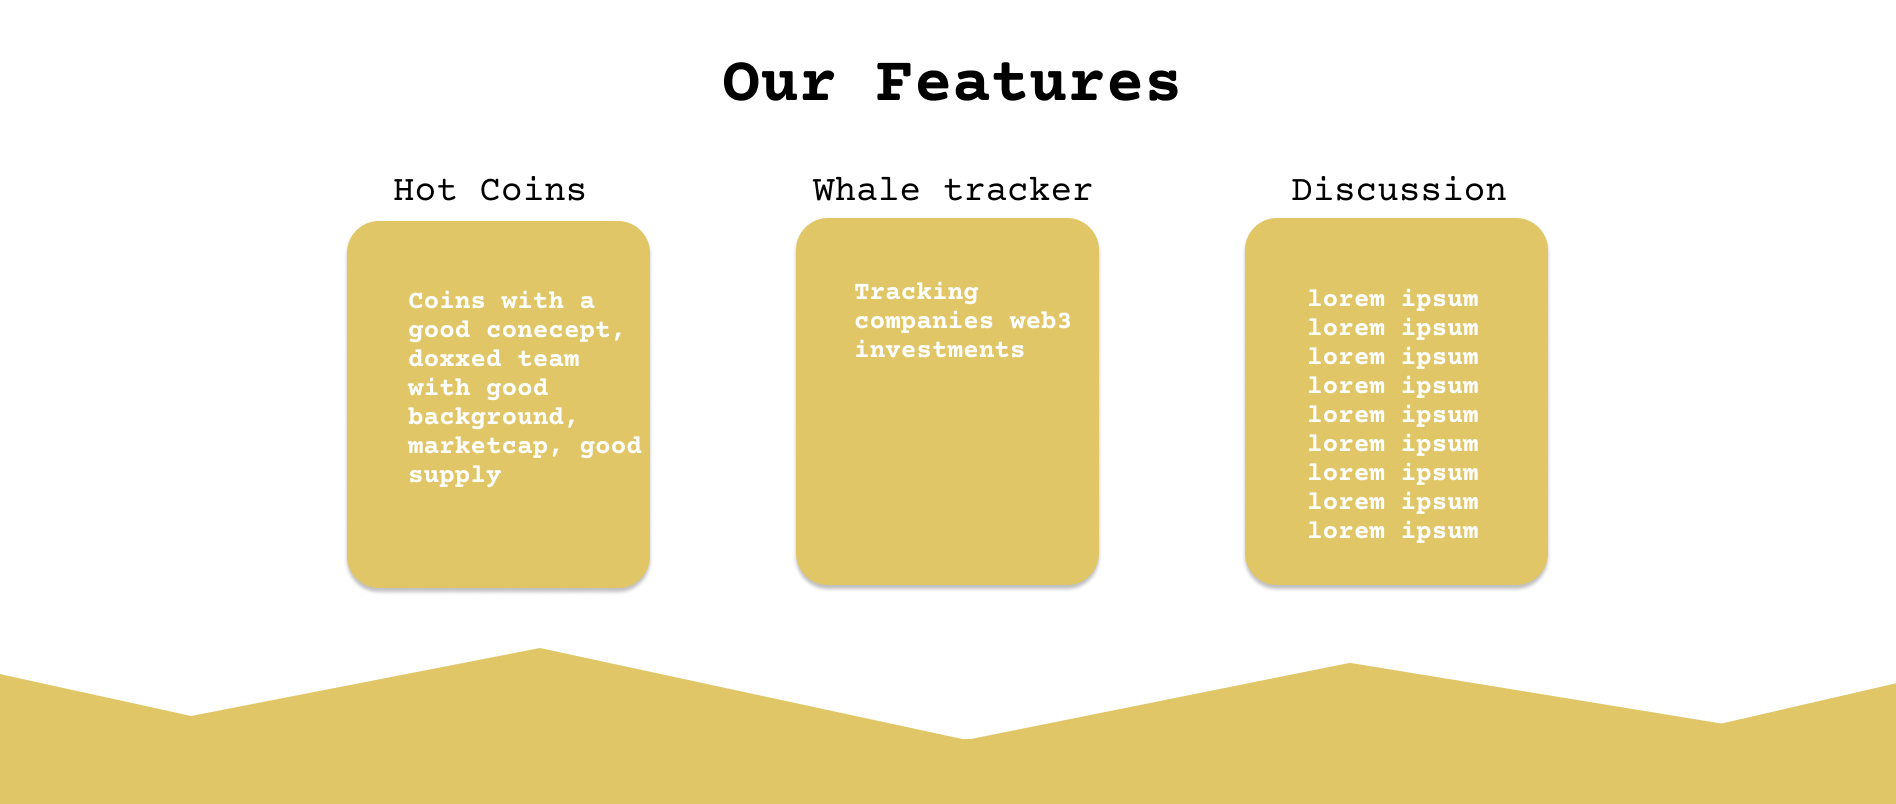 Our Features
Hot Coins
Coins with a
good conecept,
doxxed team
with good
background,
marketcap, good
supply
Whale tracker
Tracking
companies web3
investments
Discussion
lorem ipsum
lorem ipsum
lorem ipsum
lorem ipsum
lorem ipsum
lorem ipsum
lorem ipsum
lorem ipsum
lorem ipsum